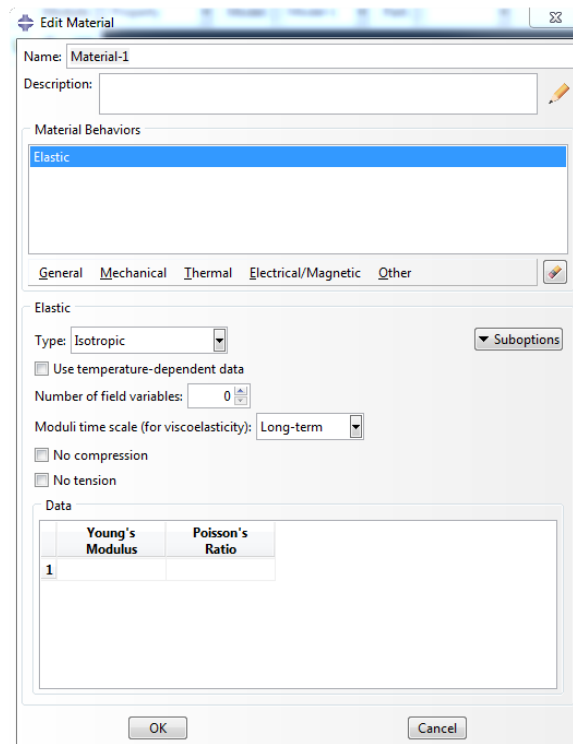 Edit Material
Name: Material-1
Description:
Material Behaviors
Elastic
General Mechanical Thermal Electrical/Magnetic Other
Elastic
Type: Isotropic Suboptions
Use temperature-dependent data
Number of field variables: 0
Moduli time scale (for viscoelasticity): Long-term
No compression
No tension
Data
Young's Poisson's
Modulus Ratio
1
OK Cancel